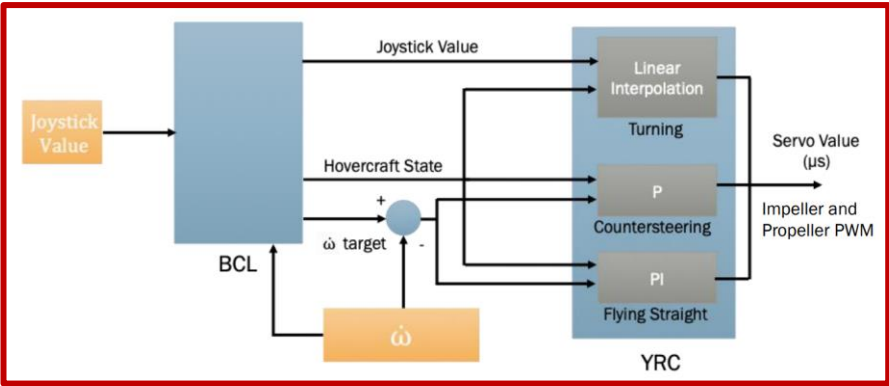 Joystick Value
Linear
Interpolation
Turning
Joystick
Value
Servo Value
(μs)
Hovercraft State
P
+
Impeller and
Propeller PWM
ω̇ target
-
Countersteering
BCL
PI
Flying Straight
ω̇
YRC